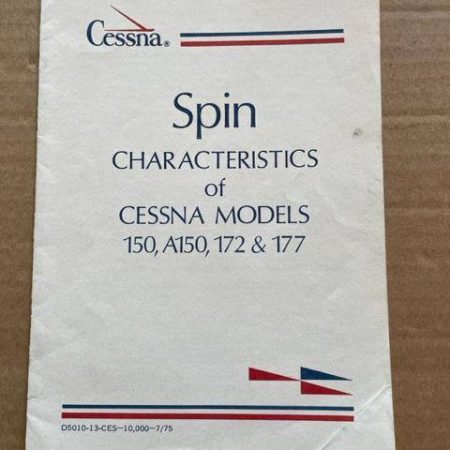 Cessna®
Spin
CHARACTERISTICS
of
CESSNA MODELS
150, A150, 172 & 177
D5010-13-CES—10,000—7/75